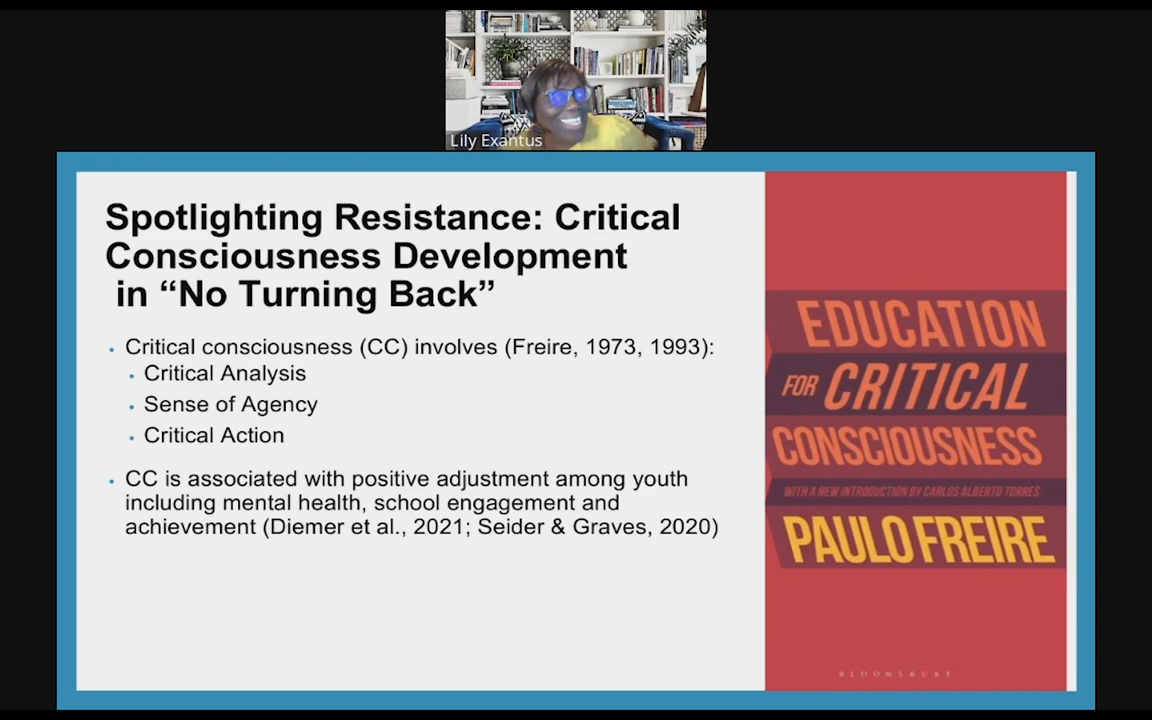 Lily Exantus
Spotlighting Resistance: Critical
Consciousness Development
in “No Turning Back”
• Critical consciousness (CC) involves (Freire, 1973, 1993):
• Critical Analysis
• Sense of Agency
• Critical Action
• CC is associated with positive adjustment among youth
including mental health, school engagement and
achievement (Diemer et al., 2021; Seider & Graves, 2020)
EDUCATION
FOR CRITICAL
CONSCIOUSNESS
WITH A NEW INTRODUCTION BY CARLOS ALBERTO TORRES
PAULO FREIRE
BLOOMSBURY